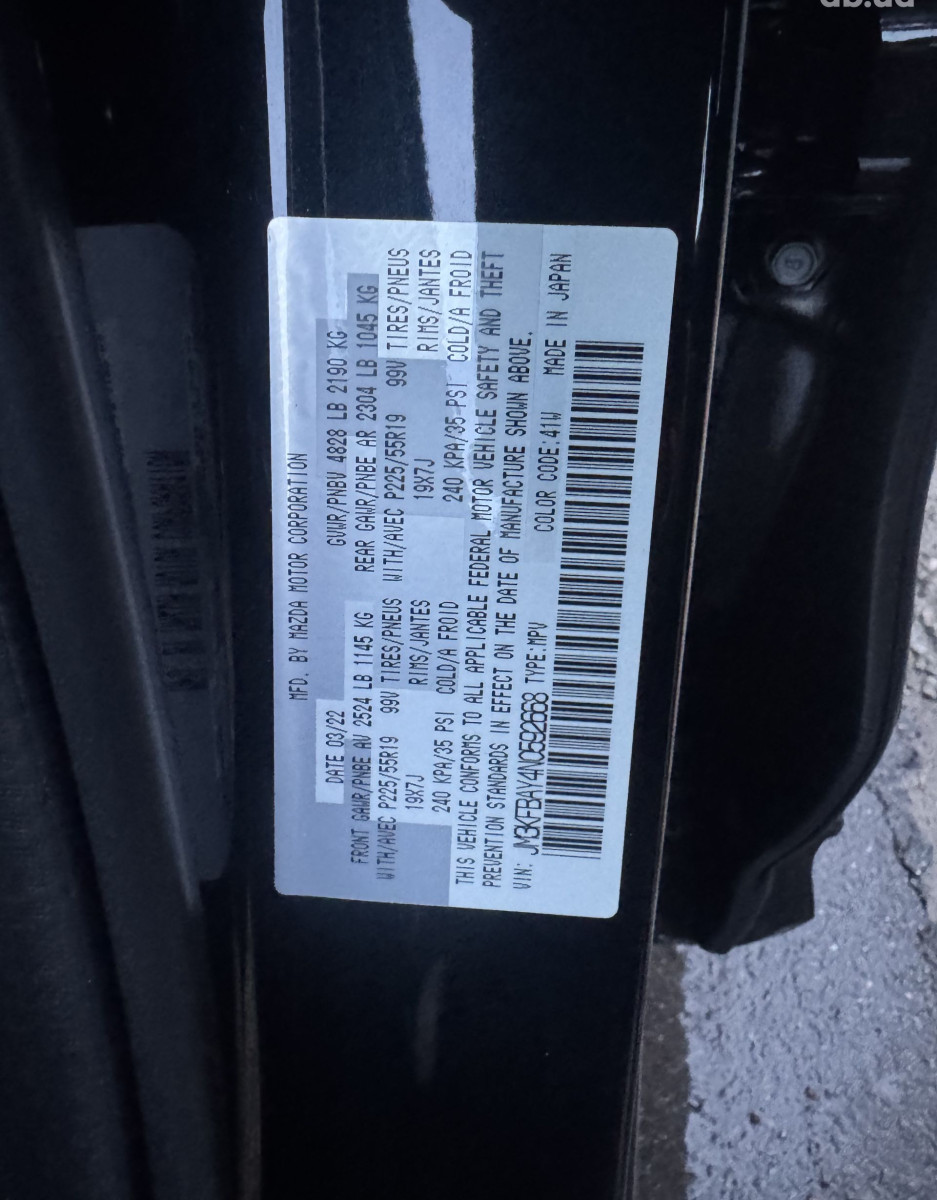 MFD. BY MAZDA MOTOR CORPORATION
DATE 03/22 GVWR/PNBV 4828 LB 2190 KG
FRONT GAWR/PNBE AV 2524 LB 1145 KG REAR GAWR/PNBE AR 2304 LB 1045 KG
WITH/AVEC P225/55R19 99V TIRES/PNEUS WITH/AVEC P225/55R19 99V TIRES/PNEUS
19X7J RIMS/JANTES 19X7J RIMS/JANTES
240 KPA/35 PSI COLD/A FROID 240 KPA/35 PSI COLD/A FROID
THIS VEHICLE CONFORMS TO ALL APPLICABLE FEDERAL MOTOR VEHICLE SAFETY AND THEFT
PREVENTION STANDARDS IN EFFECT ON THE DATE OF MANUFACTURE SHOWN ABOVE.
VIN: JM3KFBAY4N0592668 TYPE:MPV COLOR CODE:41W MADE IN JAPAN